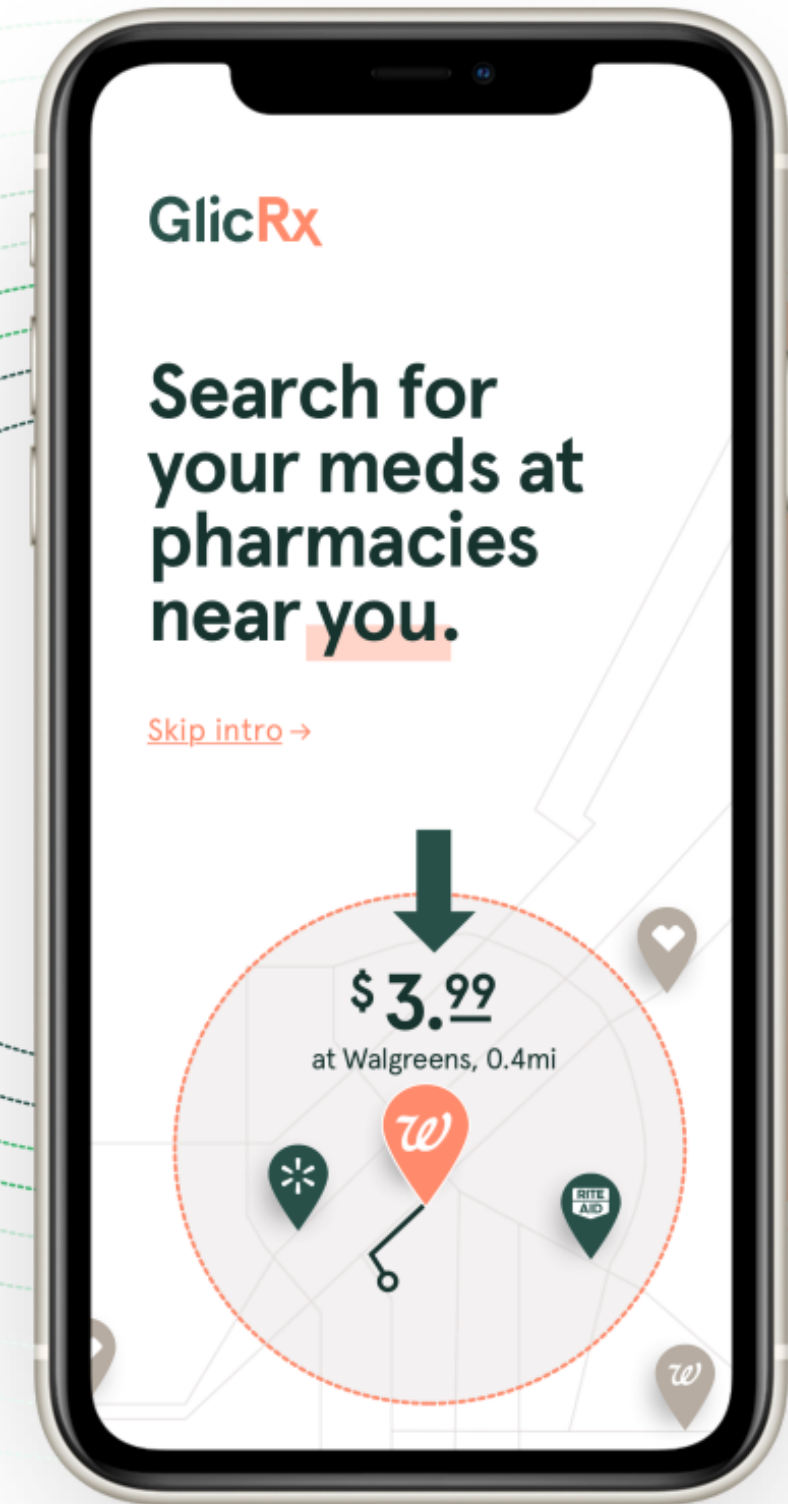 GlicRx
Search for
your meds at
pharmacies
near you.
Skip intro →
$3.99
at Walgreens, 0.4mi
W
RITE
AID
W